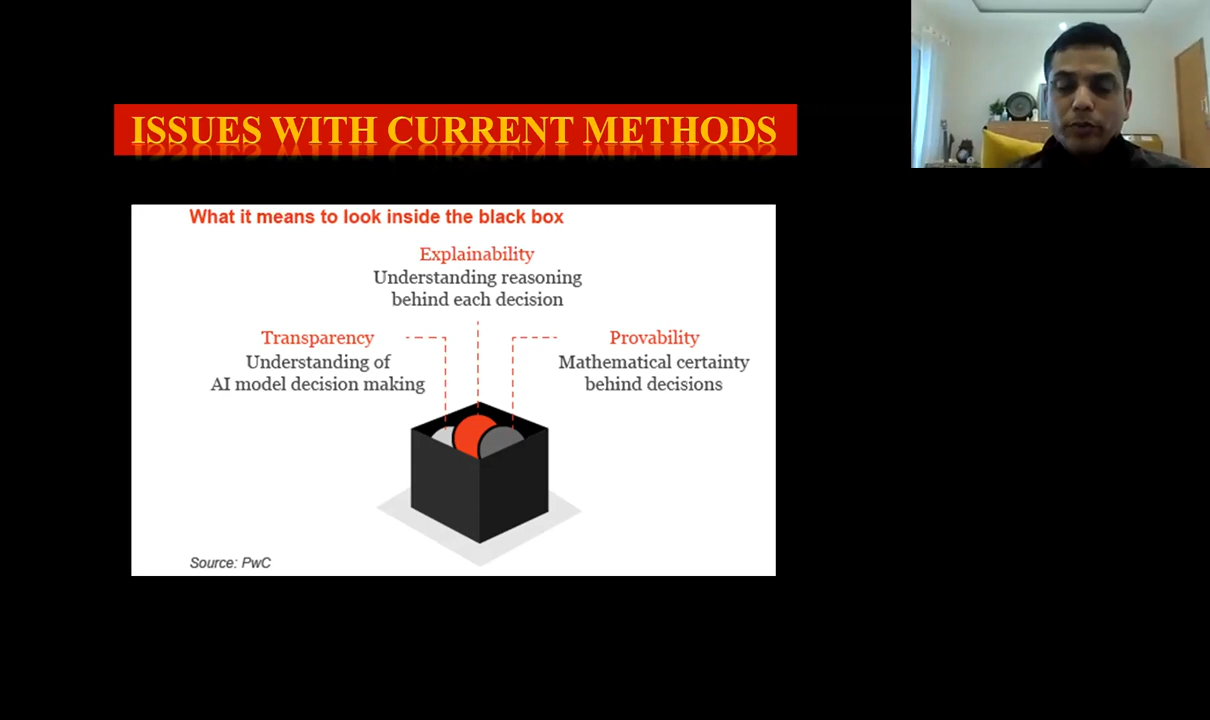 ISSUES WITH CURRENT METHODS
What it means to look inside the black box
Explainability
Understanding reasoning
behind each decision
Transparency
Understanding of
AI model decision making
Provability
Mathematical certainty
behind decisions
Source: PwC